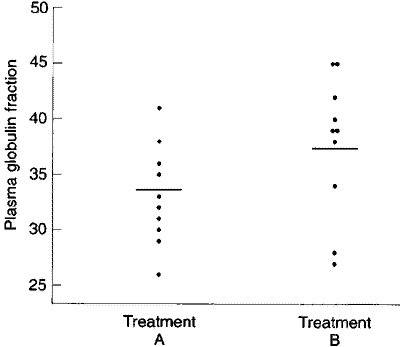 Plasma globulin fraction
50
45
40
35
30
25
Treatment
A
Treatment
B